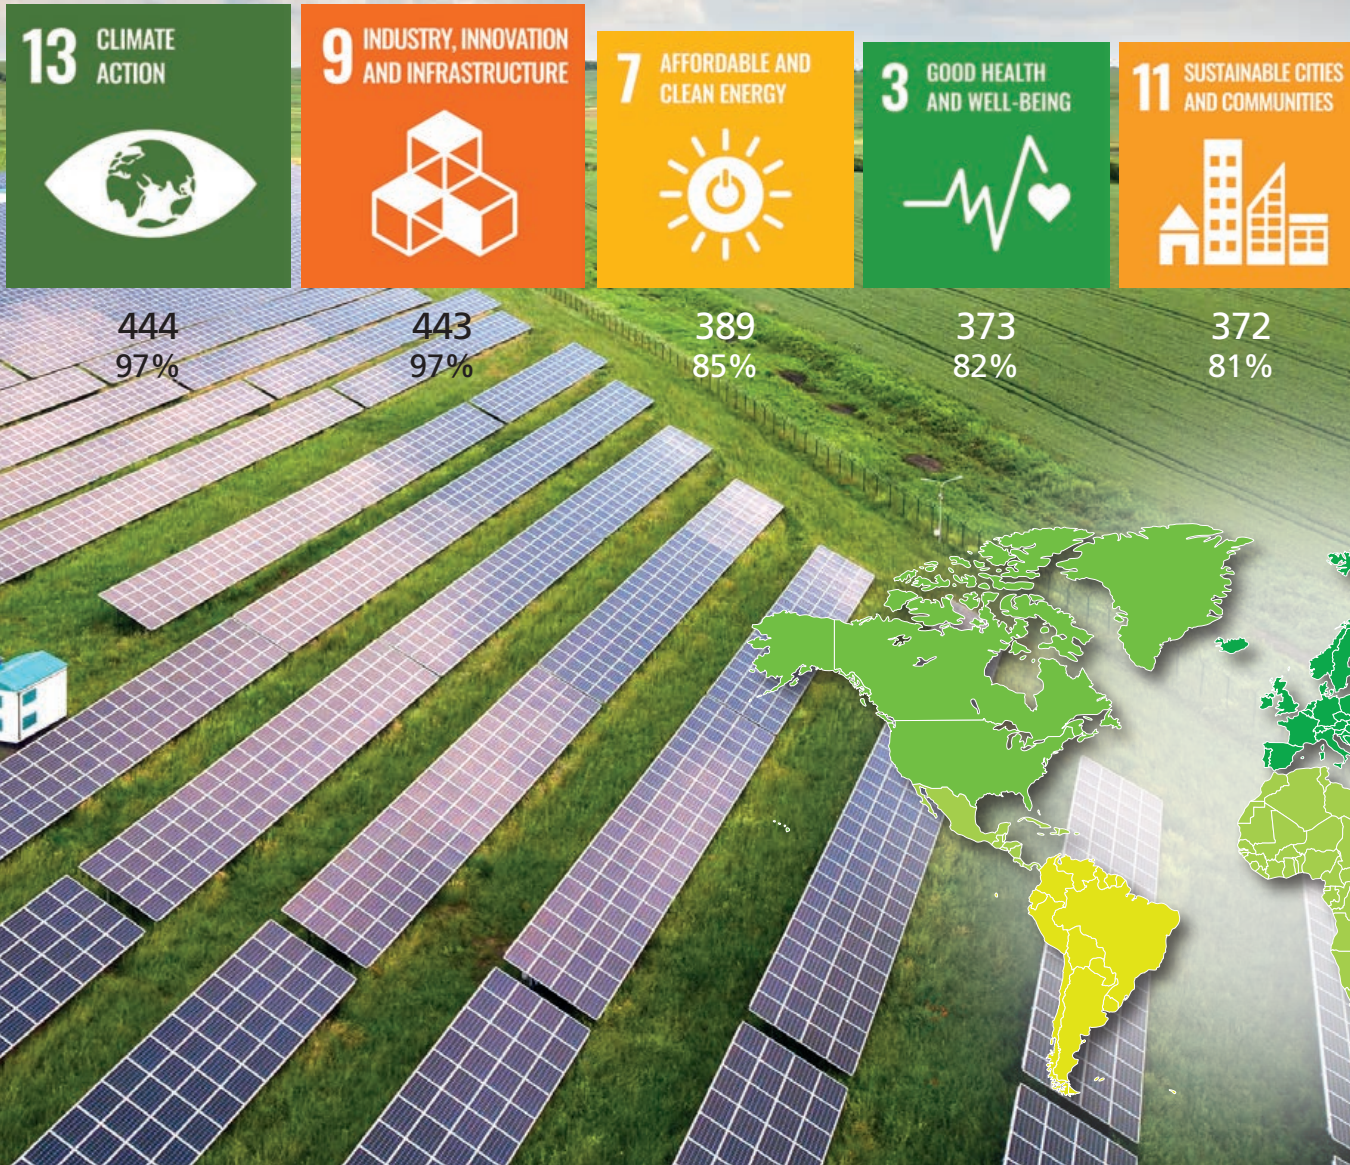 13 CLIMATE
ACTION
9 INDUSTRY, INNOVATION
AND INFRASTRUCTURE
7 AFFORDABLE AND
CLEAN ENERGY
3 GOOD HEALTH
AND WELL-BEING
11 SUSTAINABLE CITIES
AND COMMUNITIES
444
97%
443
97%
389
85%
373
82%
372
81%